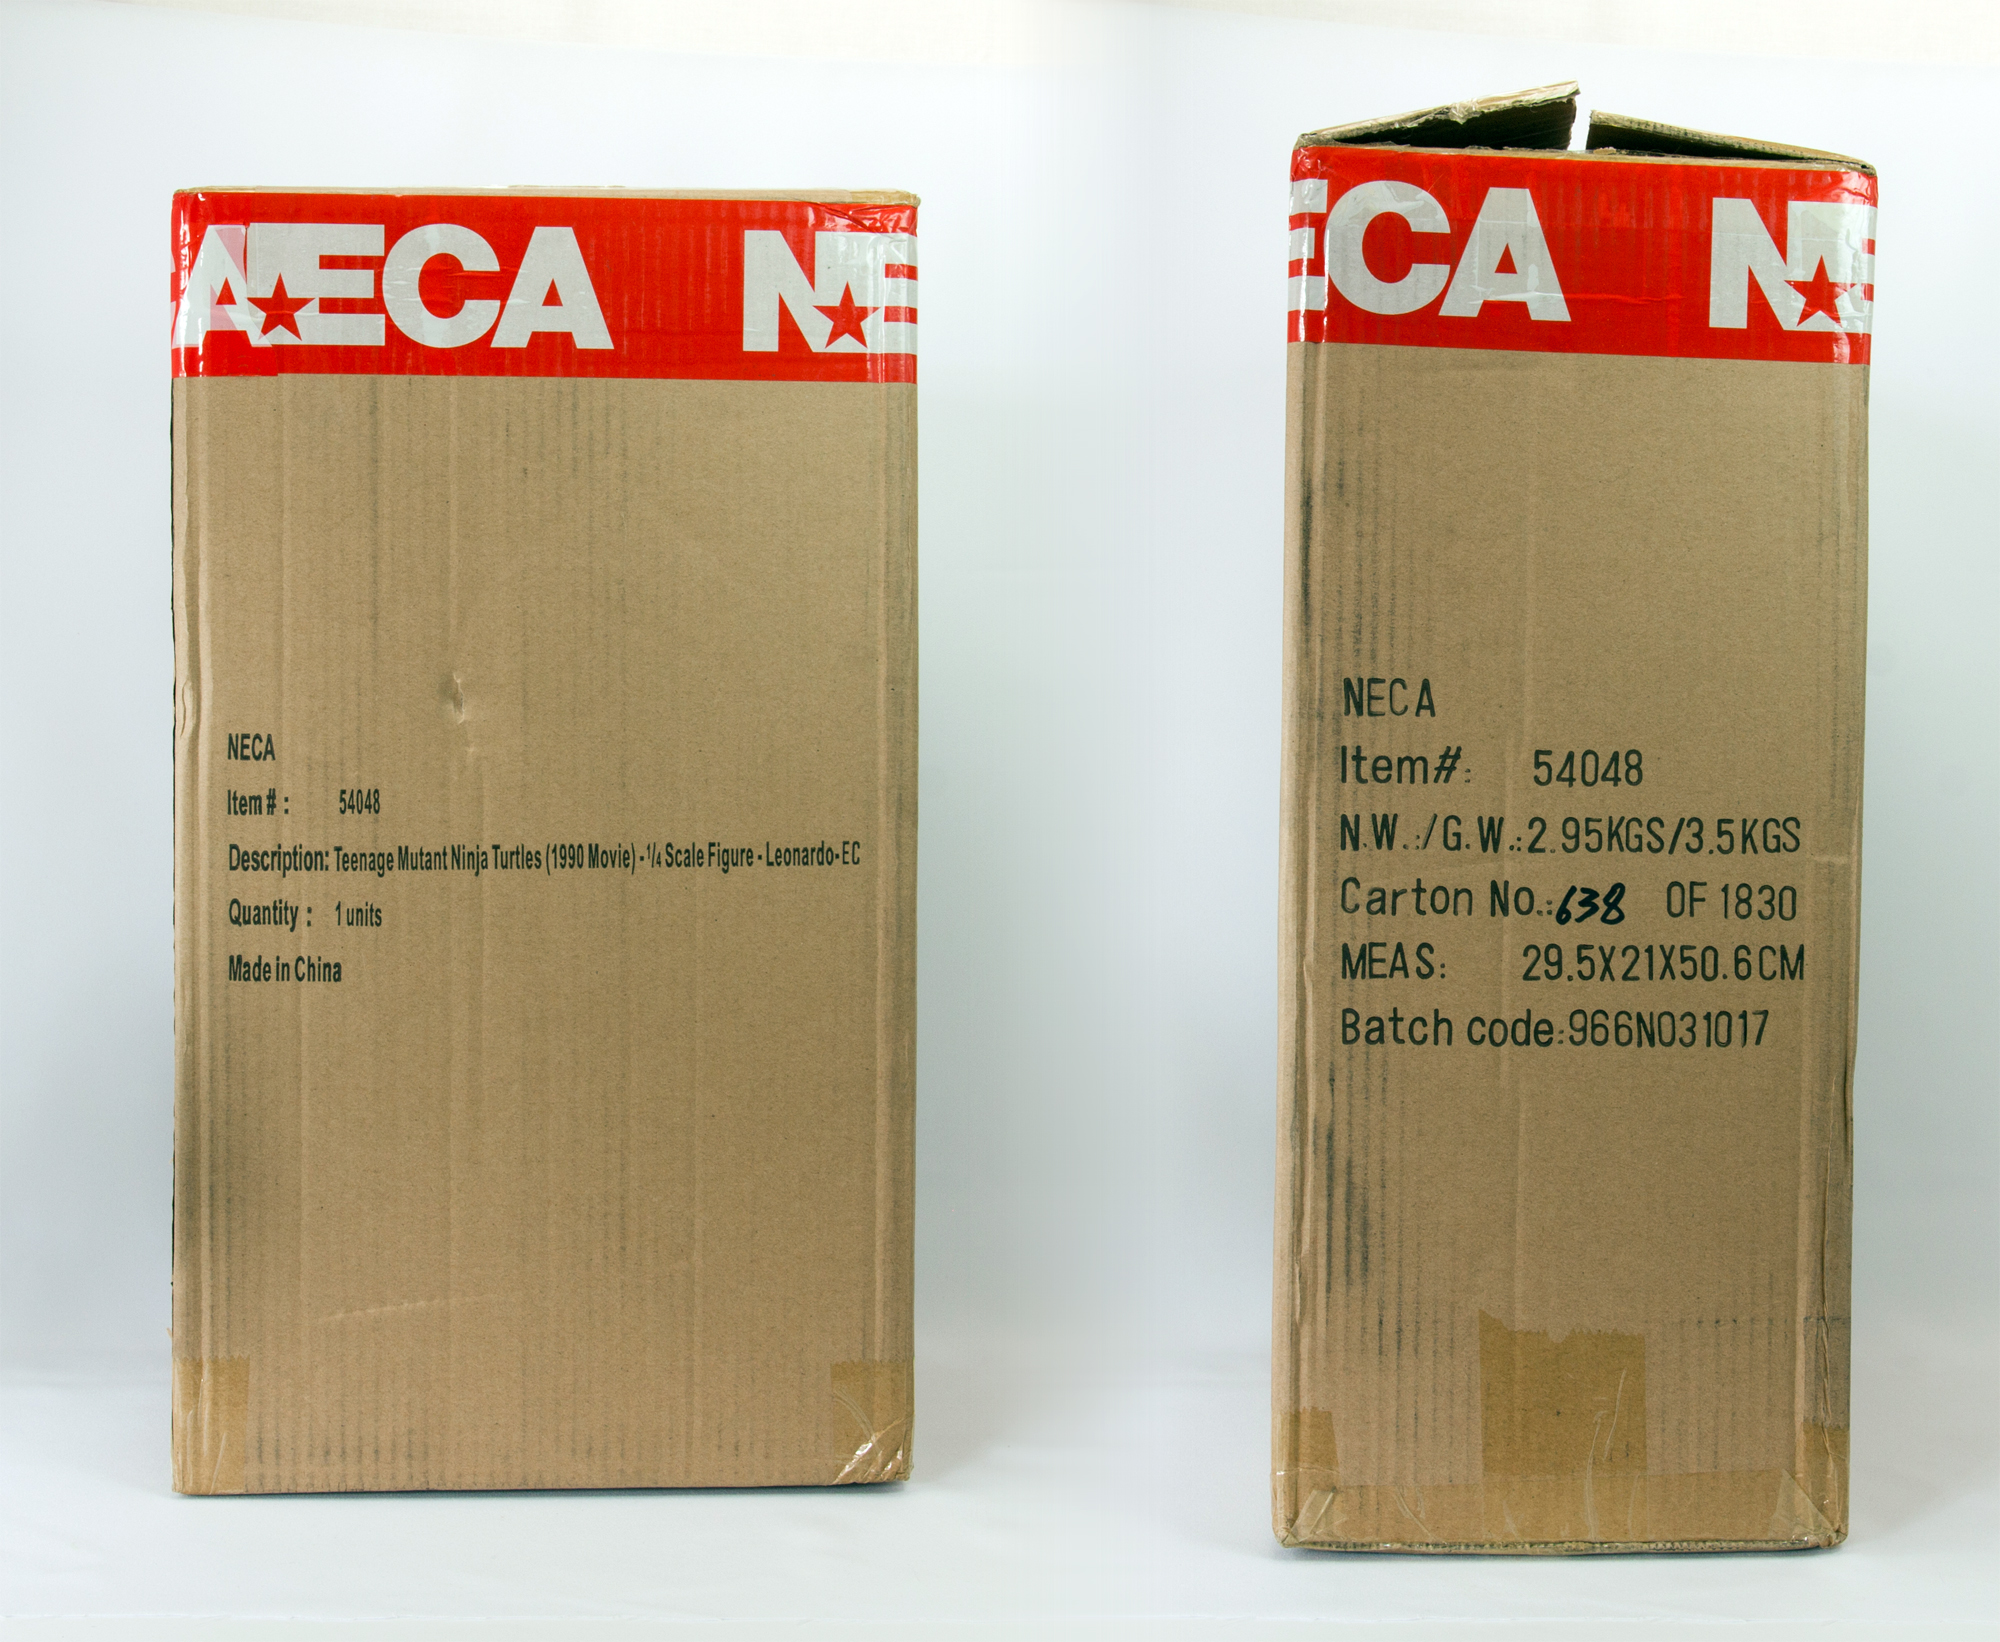 NECA NE
NECA
Item# : 54048
Description: Teenage Mutant Ninja Turtles (1990 Movie) - 1/4 Scale Figure - Leonardo-EC
Quantity : 1 units
Made in China
ECA NE
NECA
Item#: 54048
N.W.:/G.W.:2.95KGS/3.5KGS
Carton No.:638 OF 1830
MEAS: 29.5X21X50.6CM
Batch code:966N031017